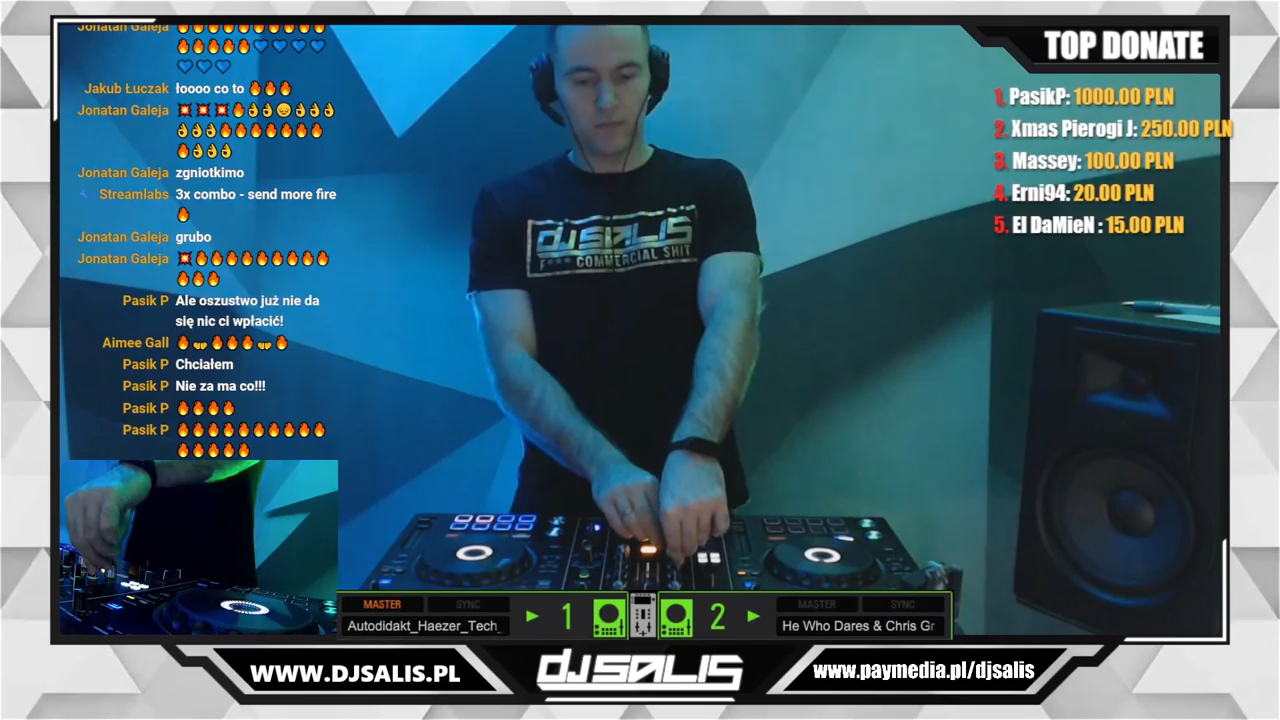 Jonatan Galeja 🔥🔥🔥🔥🔥🔥🔥🔥🔥🔥
🔥🔥🔥🔥🔥💙💙💙💙
💙💙💙
Jakub Łuczak łoooo co to 🔥🔥🔥
Jonatan Galeja 💥💥💥🔥👌👌😞👌👌👌
👌👌👌🔥🔥🔥🔥🔥🔥🔥
🔥👌👌👌
Jonatan Galeja zgniotkimo
Streamlabs 3x combo - send more fire
🔥
Jonatan Galeja grubo
Jonatan Galeja 💥🔥🔥🔥🔥🔥🔥🔥🔥🔥
🔥🔥🔥
Pasik P Ale oszustwo już nie da
się nic ci wpłacić!
Aimee Gall 🔥👐🔥🔥🔥👐🔥
Pasik P Chciałem
Pasik P Nie za ma co!!!
Pasik P 🔥🔥🔥🔥
Pasik P 🔥🔥🔥🔥🔥🔥🔥🔥🔥🔥
🔥🔥🔥🔥🔥
TOP DONATE
1. PasikP: 1000.00 PLN
2. Xmas Pierogi J: 250.00 PLN
3. Massey: 100.00 PLN
4. Erni94: 20.00 PLN
5. El DaMieN : 15.00 PLN
dj SALIS
F*** COMMERCIAL SHIT
MASTER SYNC
Autodidakt_Haezer_Tech_
1 2
MASTER SYNC
He Who Dares & Chris Gr
WWW.DJSALIS.PL
dj SALIS
www.paymedia.pl/djsalis